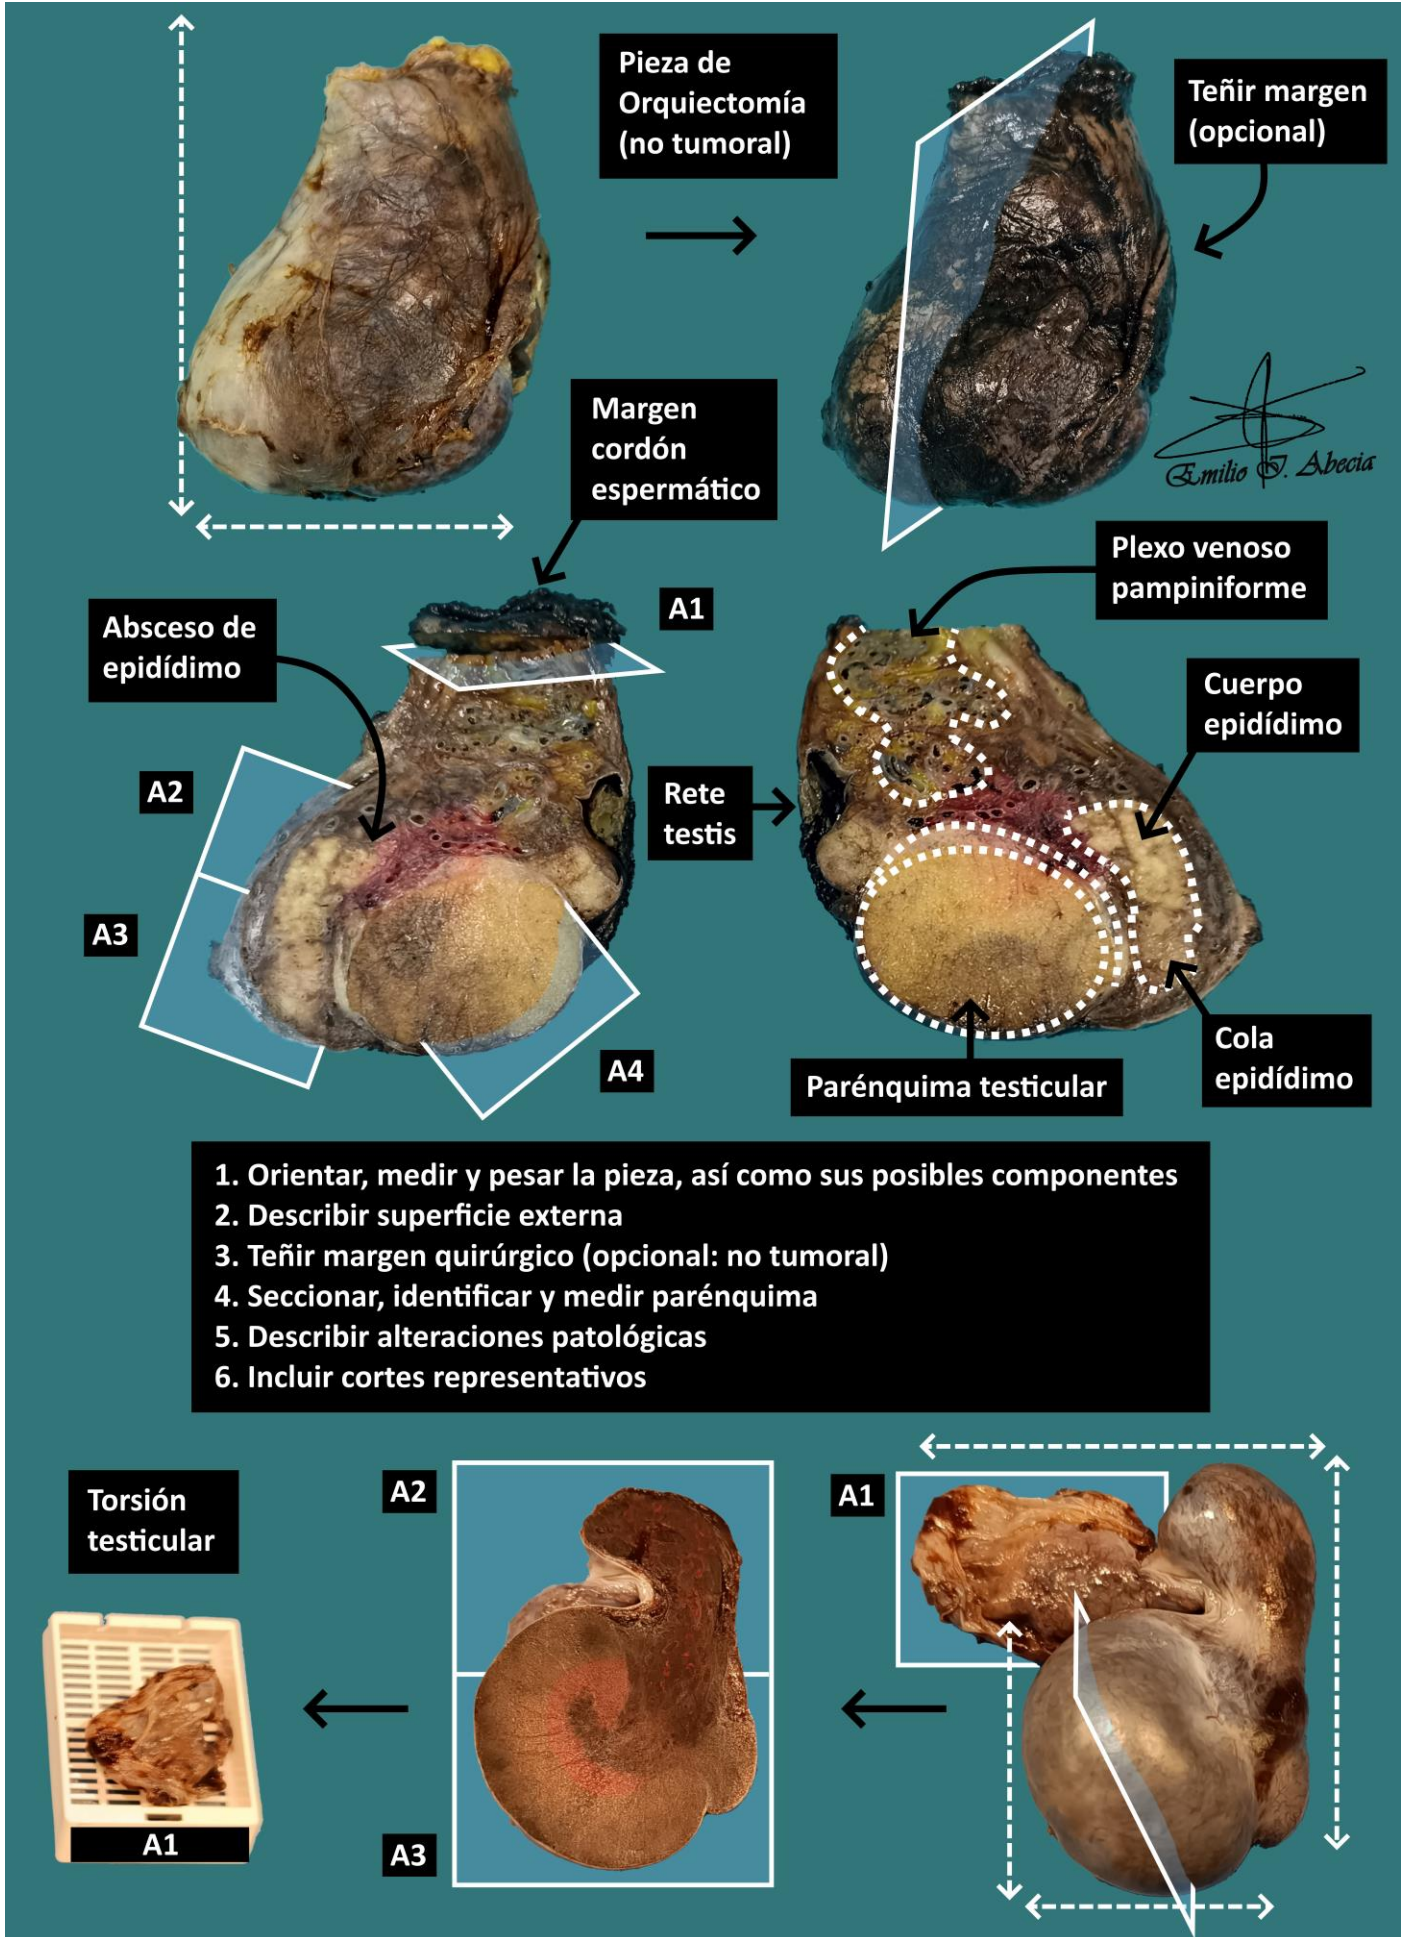 Pieza de
Orquiectomía
(no tumoral)
Teñir margen
(opcional)
Emilio J. Abecia
Margen
cordón
espermático
Plexo venoso
pampiniforme
A1
Absceso de
epidídimo
Cuerpo
epidídimo
A2
Rete
testis
A3
Cola
epidídimo
A4
Parénquima testicular
1. Orientar, medir y pesar la pieza, así como sus posibles componentes
2. Describir superficie externa
3. Teñir margen quirúrgico (opcional: no tumoral)
4. Seccionar, identificar y medir parénquima
5. Describir alteraciones patológicas
6. Incluir cortes representativos
Torsión
testicular
A2
A1
A3
A1